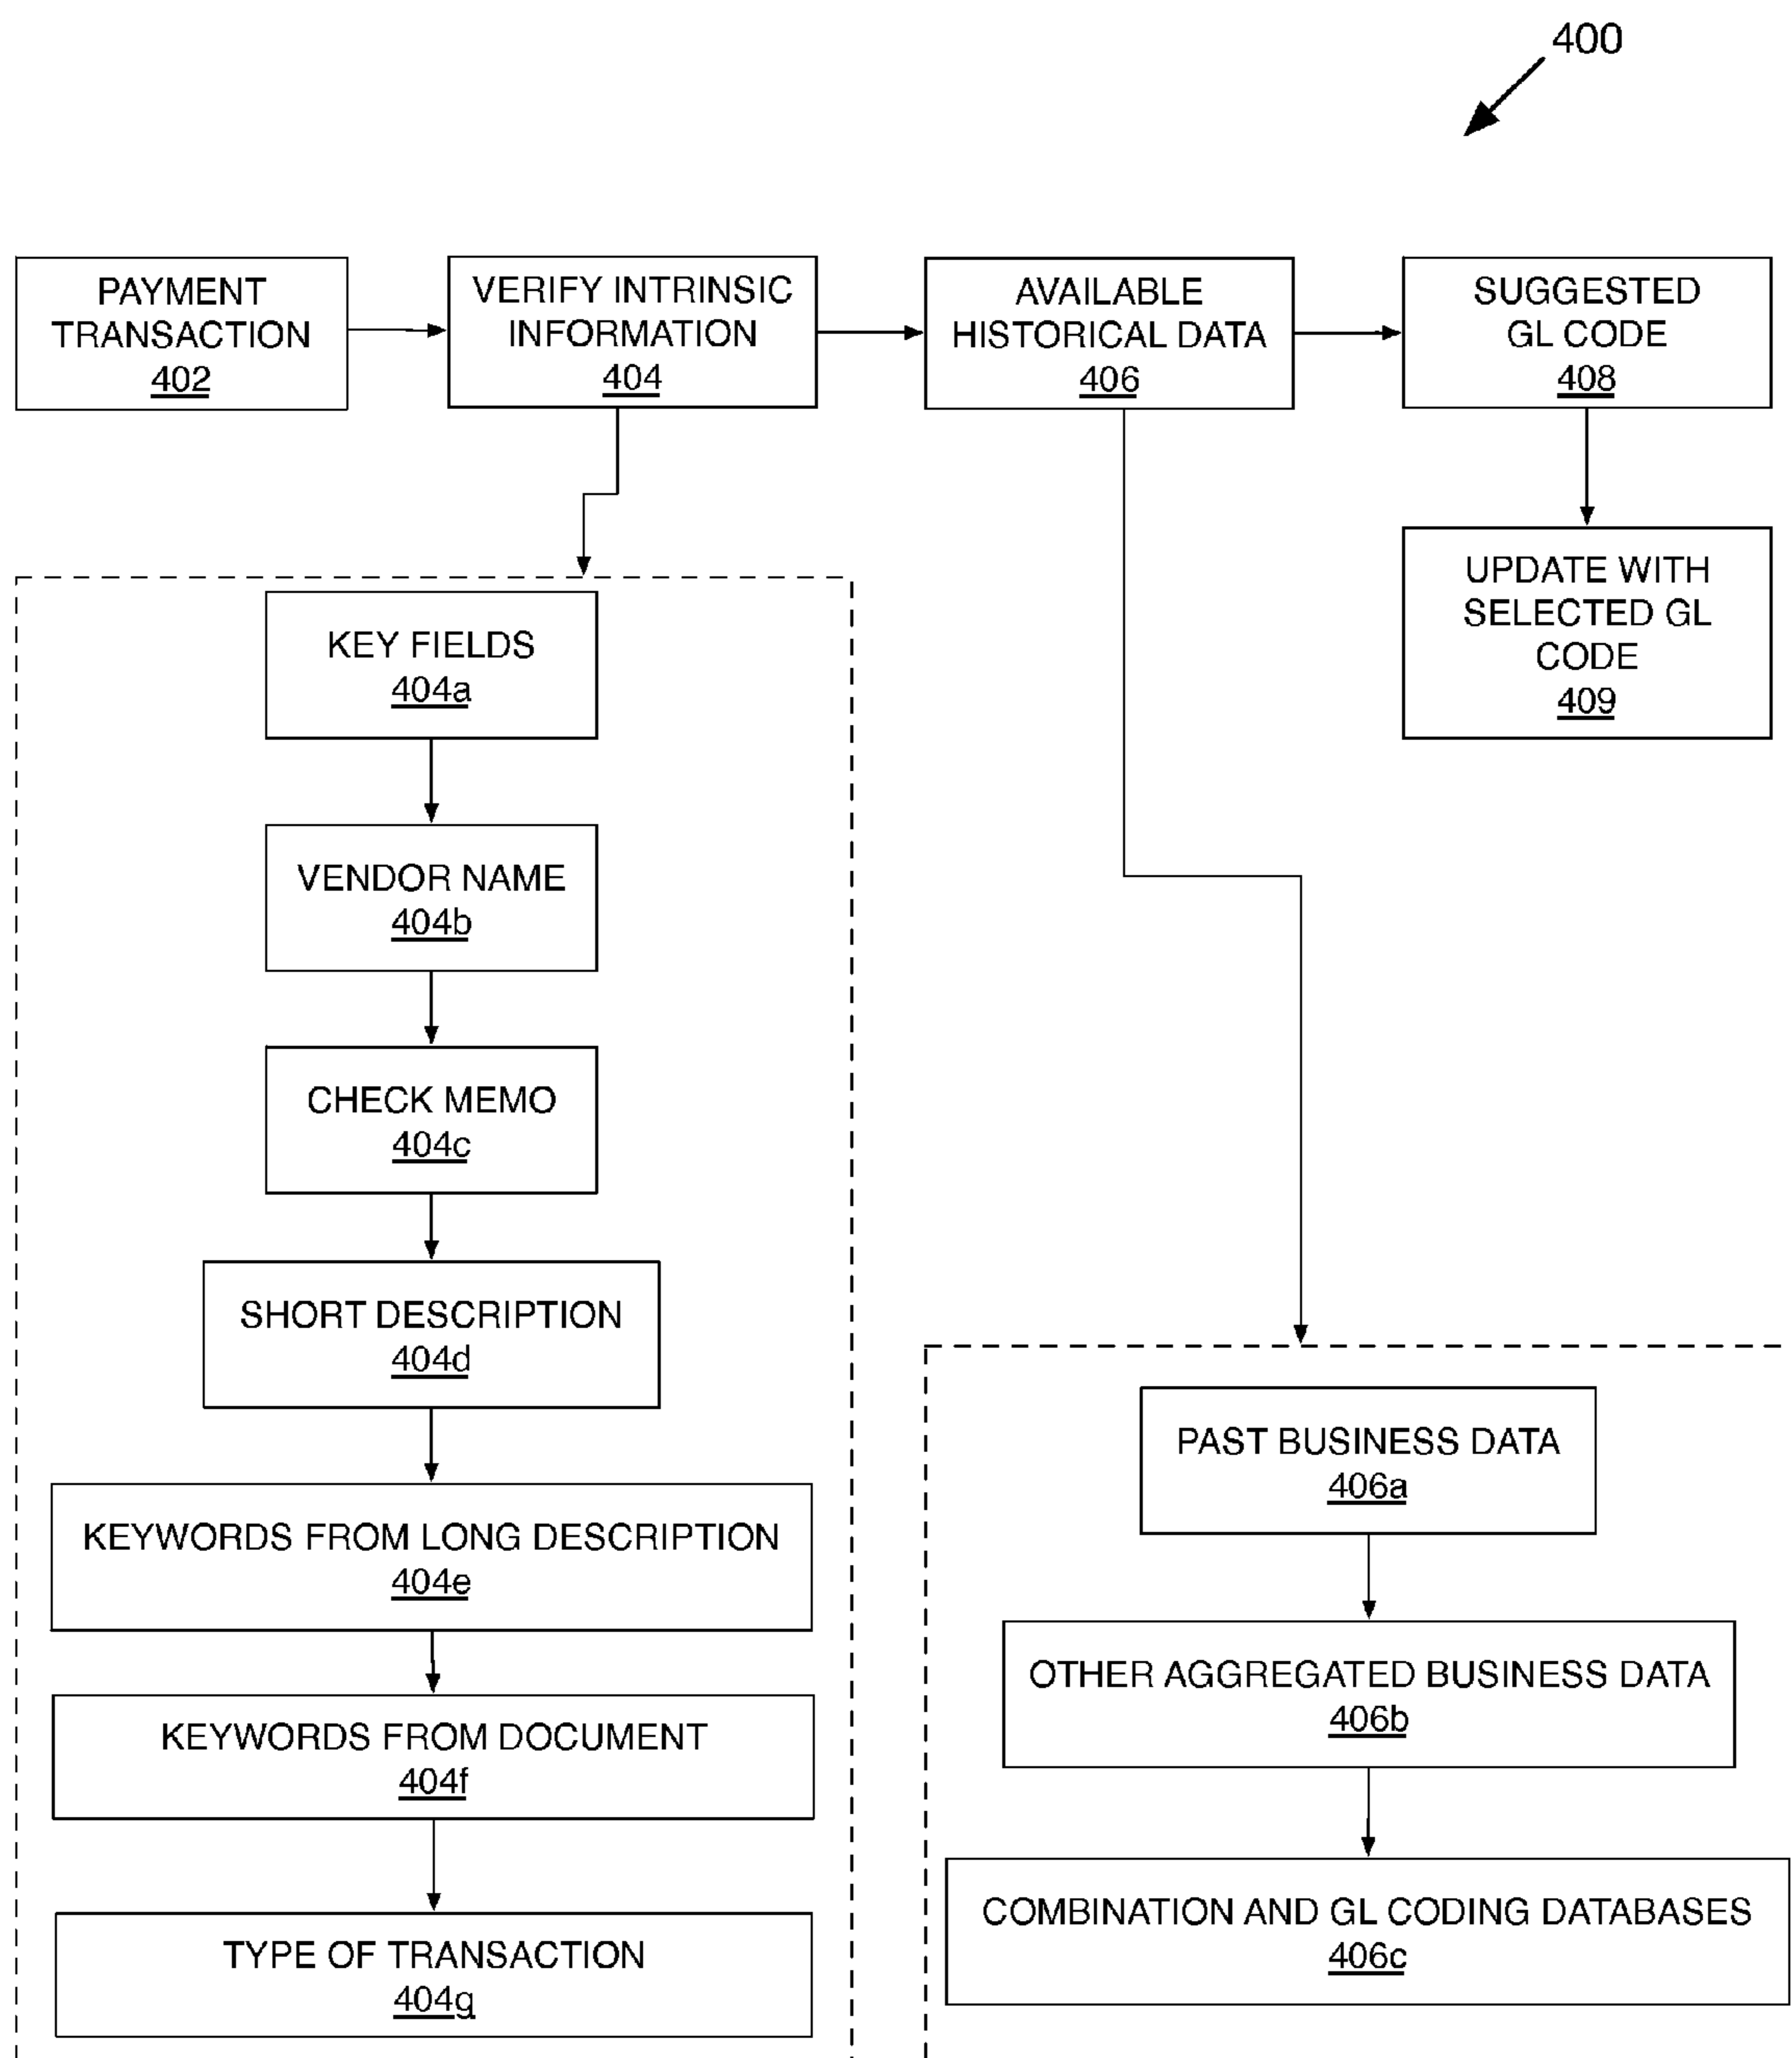 400
PAYMENT
TRANSACTION
402
VERIFY INTRINSIC
INFORMATION
404
AVAILABLE
HISTORICAL DATA
406
SUGGESTED
GL CODE
408
UPDATE WITH
SELECTED GL
CODE
409
KEY FIELDS
404a
VENDOR NAME
404b
CHECK MEMO
404c
SHORT DESCRIPTION
404d
KEYWORDS FROM LONG DESCRIPTION
404e
KEYWORDS FROM DOCUMENT
404f
TYPE OF TRANSACTION
404g
PAST BUSINESS DATA
406a
OTHER AGGREGATED BUSINESS DATA
406b
COMBINATION AND GL CODING DATABASES
406c